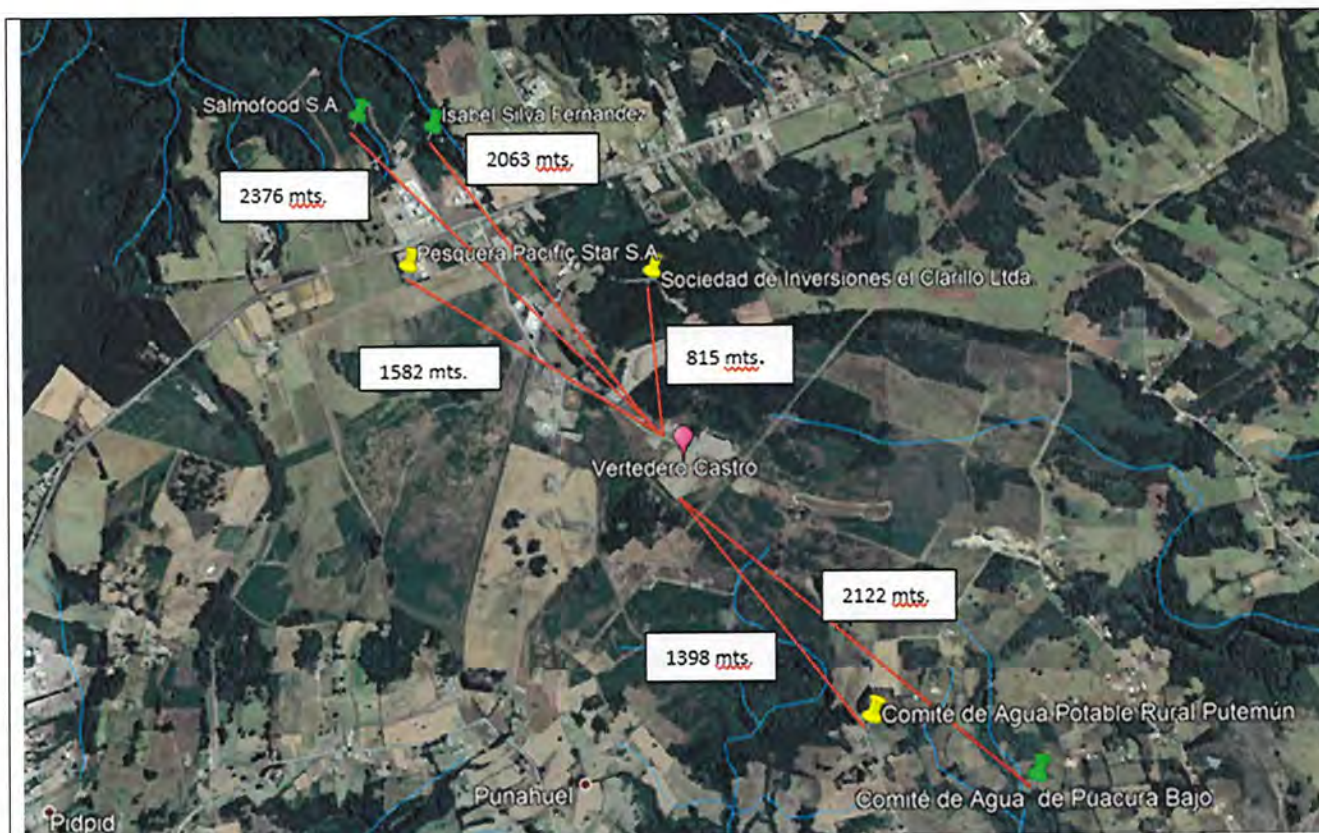 Salmofood S.A.
Isabel Silva Fernandez
2063 mts.
2376 mts.
Pesquera Pacific Star S.A.
Sociedad de Inversiones el Clarillo Ltda.
1582 mts.
815 mts.
Vertedero Castro
2122 mts.
1398 mts.
Comité de Agua Potable Rural Putemún
Punahuel
Comité de Agua de Puacura Bajo
Pidpid